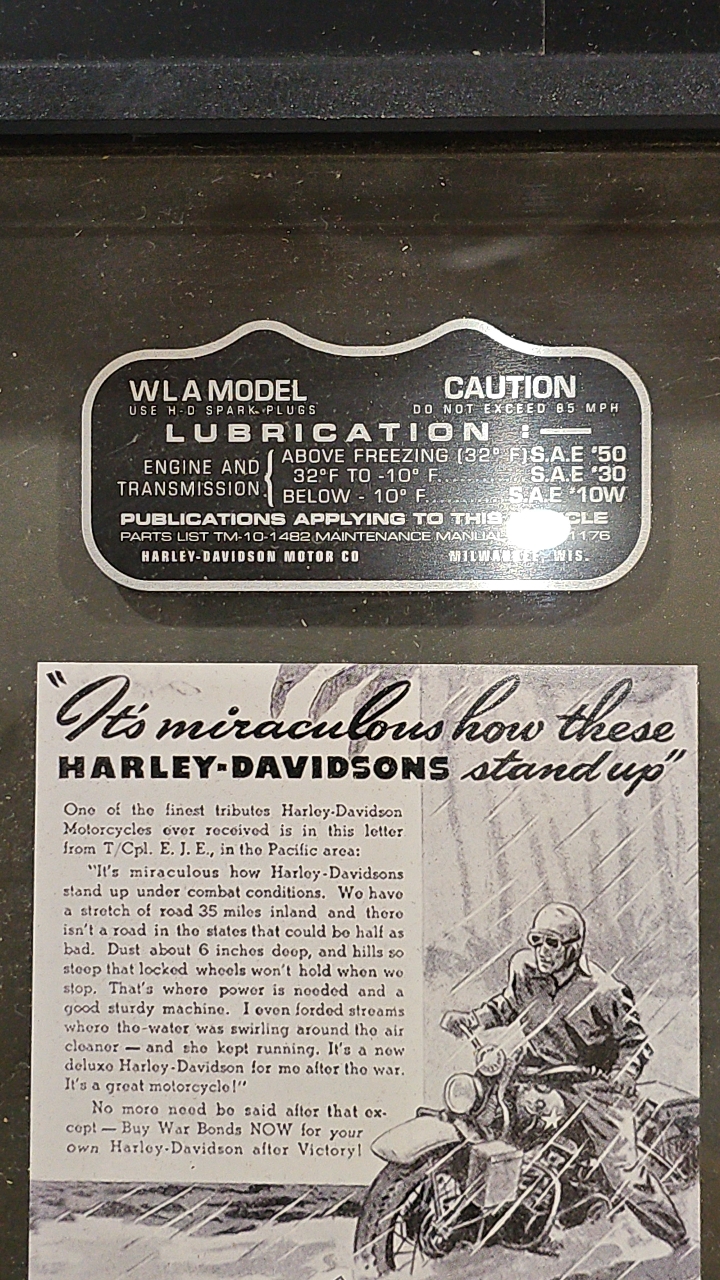 WLA MODEL CAUTION
USE H-D SPARK PLUGS DO NOT EXCEED 65 MPH
LUBRICATION :—
ENGINE AND TRANSMISSION { ABOVE FREEZING (32° F) S.A.E #50
32°F TO -10° F.............. S.A.E #30
BELOW - 10° F............ S.A.E #10W
PUBLICATIONS APPLYING TO THIS
PARTS LIST TM-10-1482 MAINTENANCE MANUAL 1176
HARLEY-DAVIDSON MOTOR CO MILWAUKEE, WIS.
"It's miraculous how these
HARLEY-DAVIDSONS stand up"
One of the finest tributes Harley-Davidson
Motorcycles ever received is in this letter
from T/Cpl. E. J. E., in the Pacific area:
"It's miraculous how Harley-Davidsons
stand up under combat conditions. We have
a stretch of road 35 miles inland and there
isn't a road in the states that could be half as
bad. Dust about 6 inches deep, and hills so
steep that locked wheels won't hold when we
stop. That's where power is needed and a
good sturdy machine. I even forded streams
where the water was swirling around the air
cleaner — and she kept running. It's a new
deluxe Harley-Davidson for me after the war.
It's a great motorcycle!"
No more need be said after that ex-
cept — Buy War Bonds NOW for your
own Harley-Davidson after Victory!